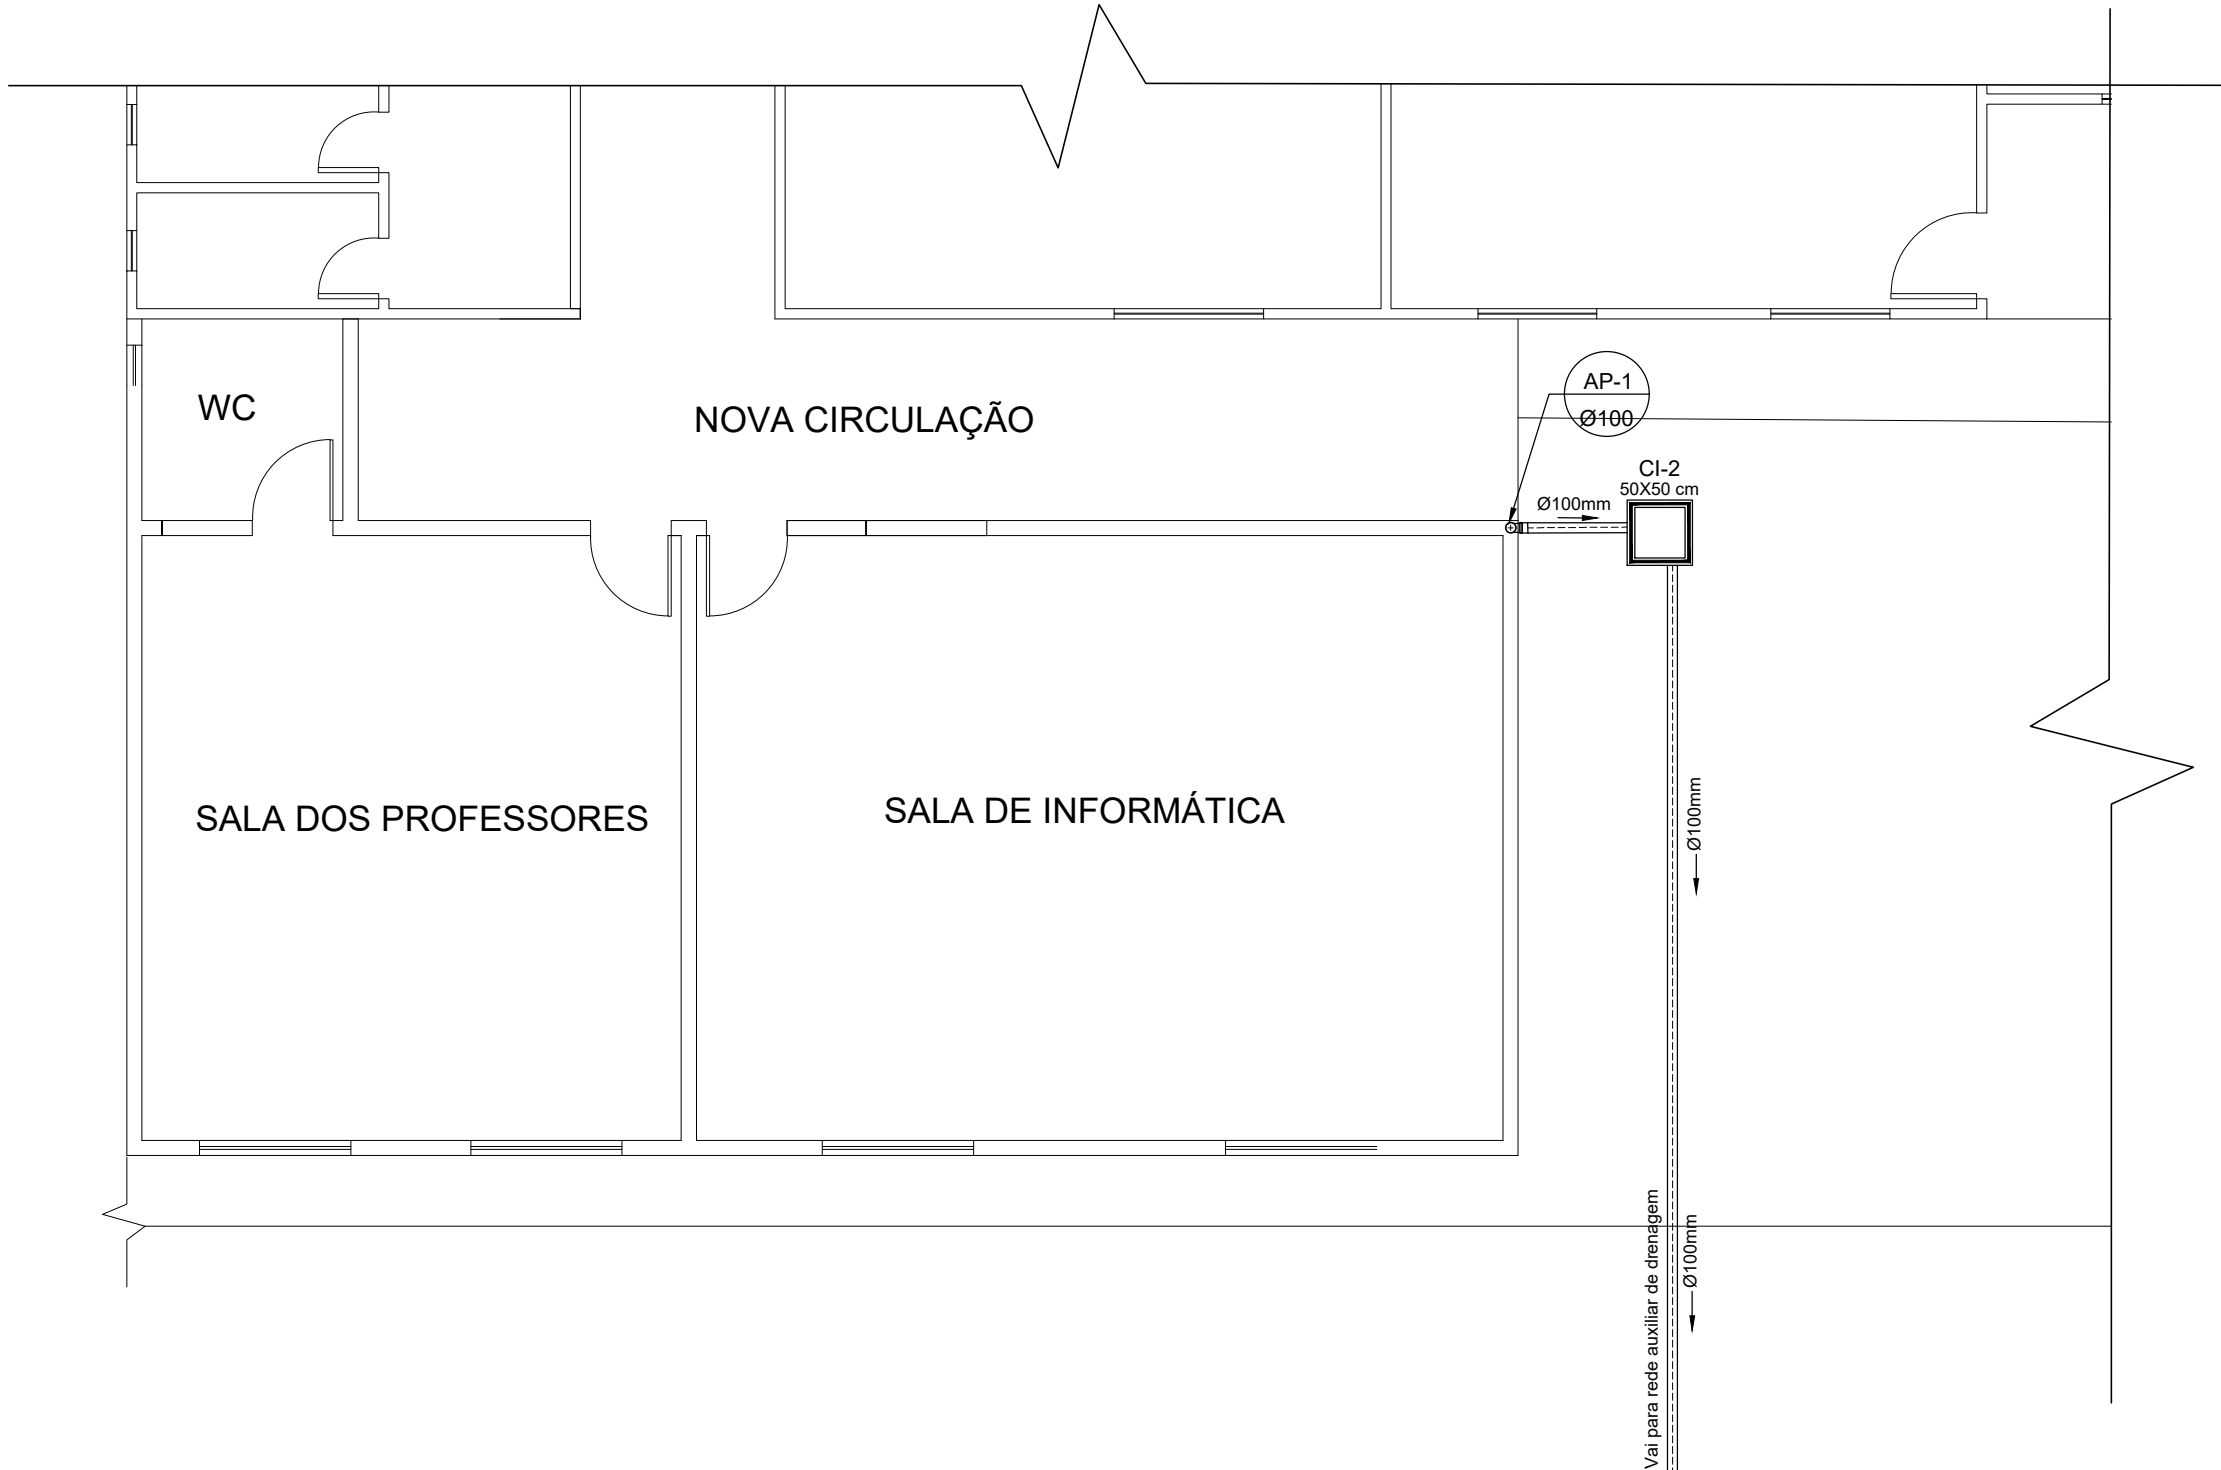 AP-1
Ø100
WC
NOVA CIRCULAÇÃO
CI-2
50X50 cm
Ø100mm
SALA DOS PROFESSORES
SALA DE INFORMÁTICA
Ø100mm
Vai para rede auxiliar de drenagem
Ø100mm